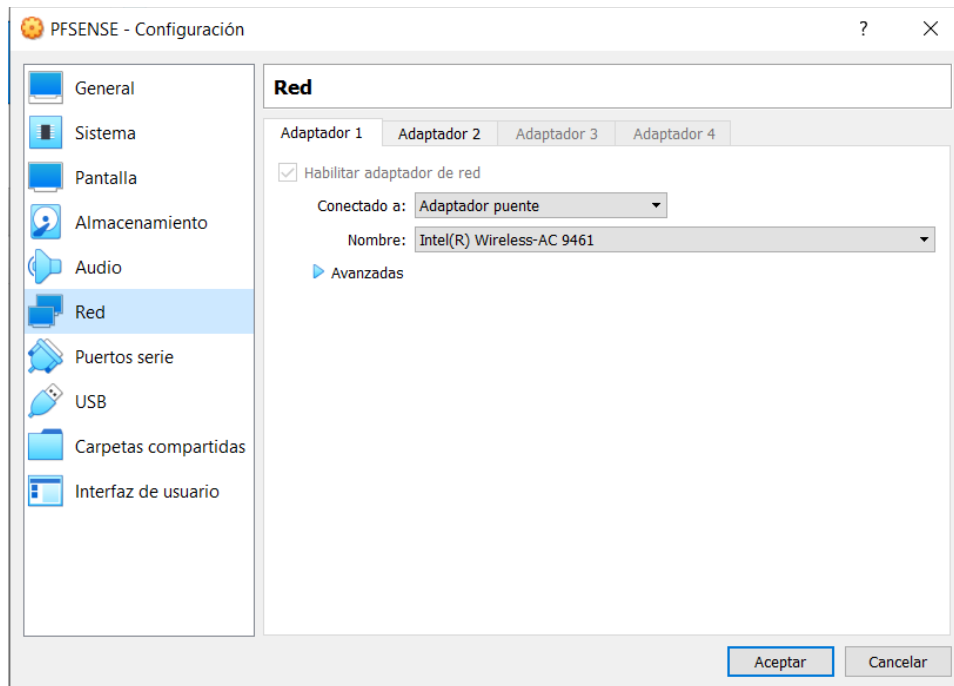 PFSENSE - Configuración
?
General
Sistema
Pantalla
Almacenamiento
Audio
Red
Puertos serie
USB
Carpetas compartidas
Interfaz de usuario
Red
Adaptador 1 Adaptador 2 Adaptador 3 Adaptador 4
Habilitar adaptador de red
Conectado a: Adaptador puente
Nombre: Intel(R) Wireless-AC 9461
Avanzadas
Aceptar Cancelar